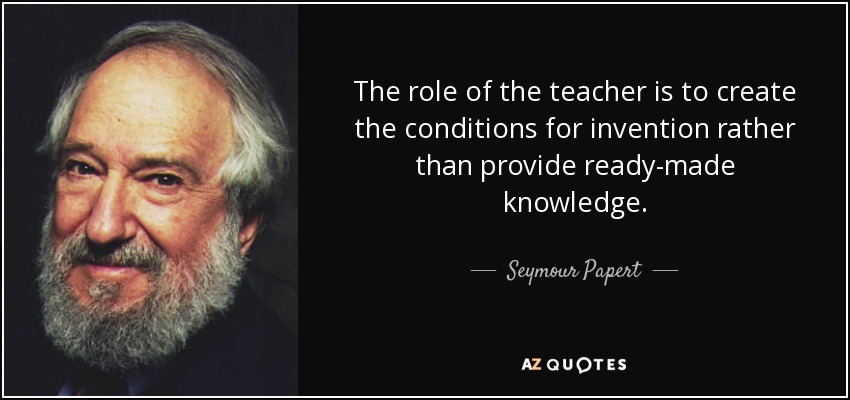 The role of the teacher is to create
the conditions for invention rather
than provide ready-made
knowledge.
Seymour Papert
AZ QUOTES